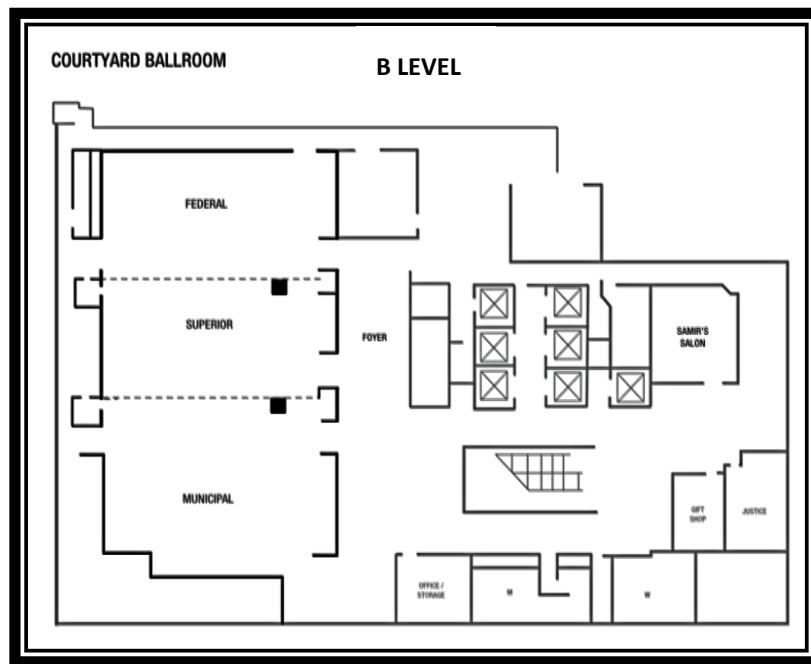 COURTYARD BALLROOM
B LEVEL
FEDERAL
SUPERIOR
FOYER
SAMIR'S
SALON
MUNICIPAL
GIFT
SHOP
JUSTICE
OFFICE /
STORAGE
M
W